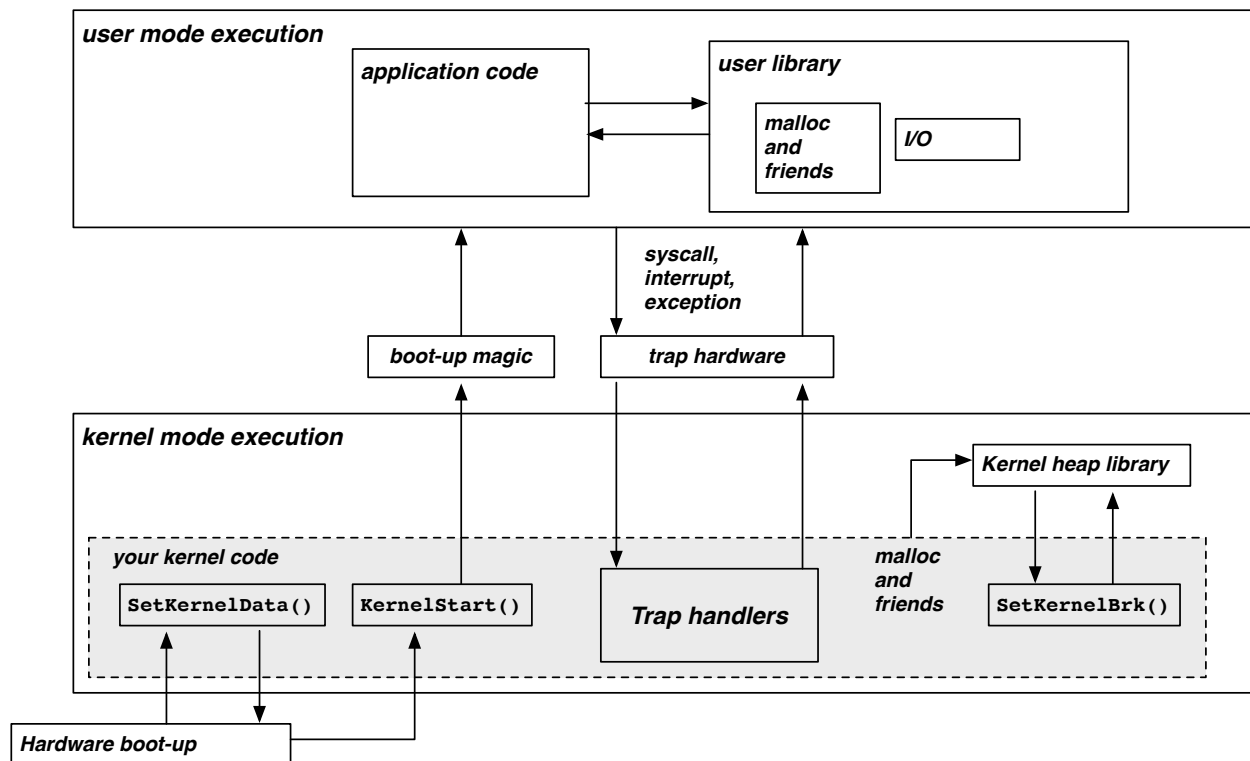 user mode execution
application code
user library
malloc
and
friends
I/O
syscall,
interrupt,
exception
boot-up magic
trap hardware
kernel mode execution
Kernel heap library
your kernel code
malloc
and
friends
SetKernelData()
KernelStart()
Trap handlers
SetKernelBrk()
Hardware boot-up